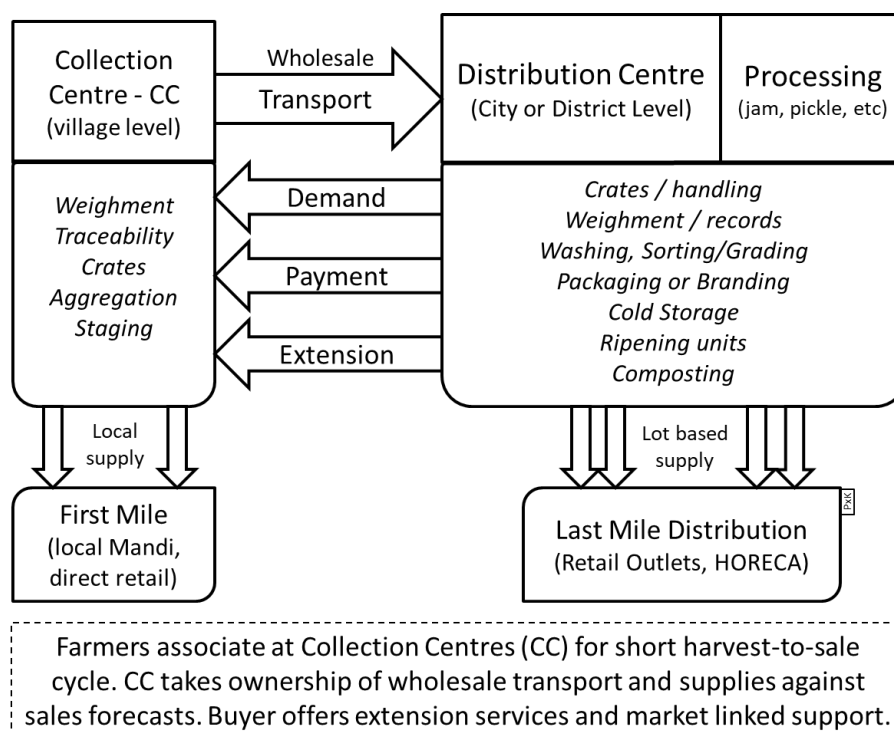 Collection
Centre - CC
(village level)
Wholesale
Transport
Distribution Centre
(City or District Level)
Processing
(jam, pickle, etc)
Weighment
Traceability
Crates
Aggregation
Staging
Demand
Payment
Extension
Crates / handling
Weighment / records
Washing, Sorting/Grading
Packaging or Branding
Cold Storage
Ripening units
Composting
Local
supply
Lot based
supply
First Mile
(local Mandi,
direct retail)
Last Mile Distribution
(Retail Outlets, HORECA)
PxK
Farmers associate at Collection Centres (CC) for short harvest-to-sale
cycle. CC takes ownership of wholesale transport and supplies against
sales forecasts. Buyer offers extension services and market linked support.